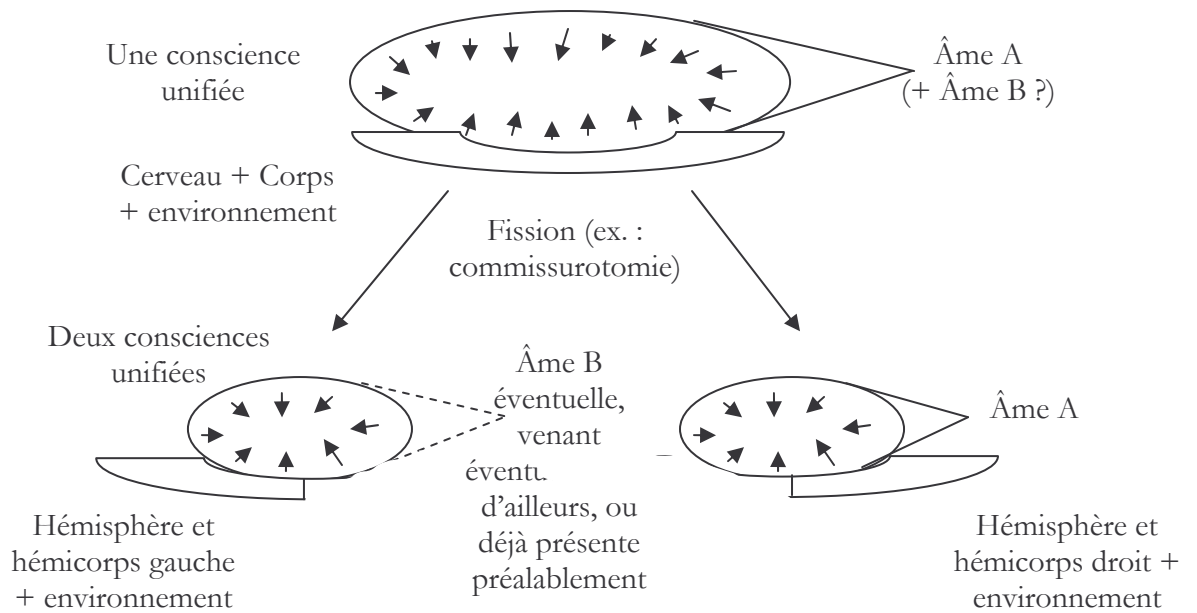 Une conscience
unifiée
Âme A
(+ Âme B ?)
Cerveau + Corps
+ environnement
Fission (ex. :
commissurotomie)
Deux consciences
unifiées
Âme B
éventuelle,
venant
d’ailleurs, ou
déjà présente
préalablement
Âme A
Hémisphère et
hémicorps gauche
+ environnement
Hémisphère et
hémicorps droit +
environnement